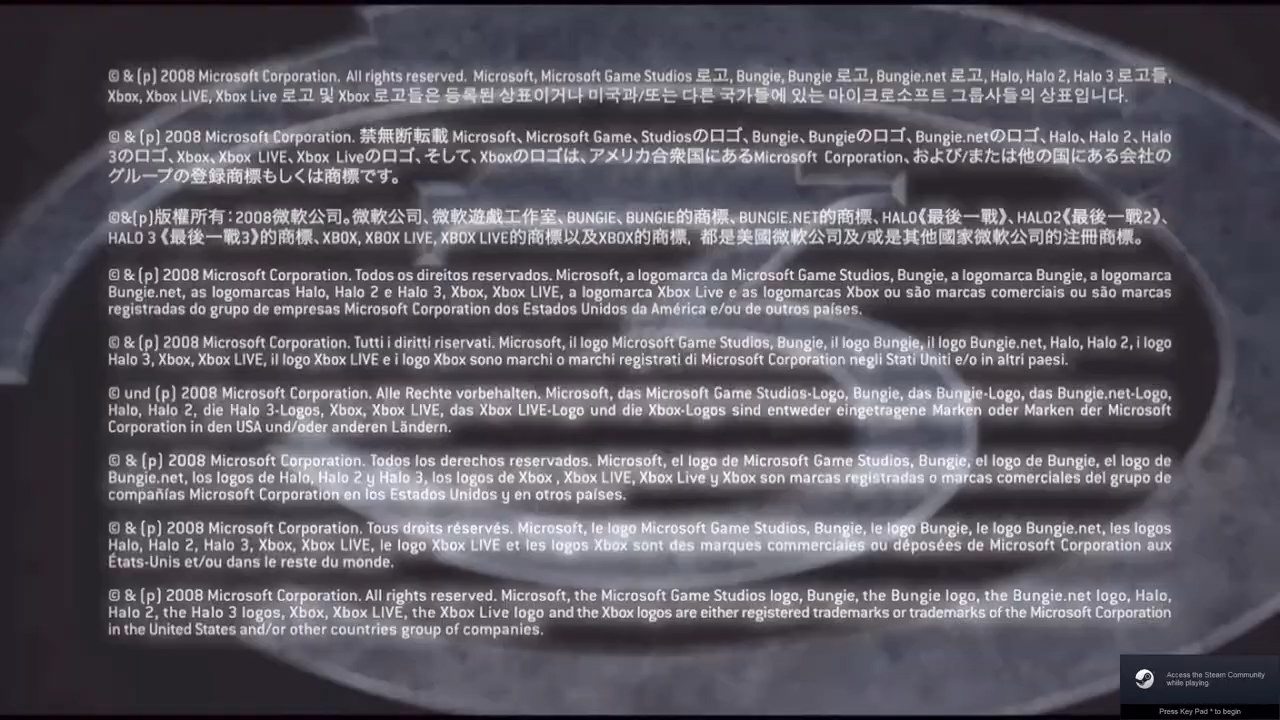 © & (p) 2008 Microsoft Corporation. All rights reserved. Microsoft, Microsoft Game Studios 로고, Bungie, Bungie 로고, Bungie.net 로고, Halo, Halo 2, Halo 3 로고들,
Xbox, Xbox LIVE, Xbox Live 로고 및 Xbox 로고들은 등록된 상표이거나 미국과/또는 다른 국가들에 있는 마이크로소프트 그룹사들의 상표입니다.
© & (p) 2008 Microsoft Corporation. 禁無断転載 Microsoft、Microsoft Game、Studiosのロゴ、Bungie、Bungieのロゴ、Bungie.netのロゴ、Halo、Halo 2、Halo
3のロゴ、Xbox、Xbox LIVE、Xbox Liveのロゴ、そして、Xboxのロゴは、アメリカ合衆国にあるMicrosoft Corporation、および/または他の国にある会社の
グループの登録商標もしくは商標です。
©&(p)版權所有：2008微軟公司。微軟公司、微軟遊戲工作室、BUNGIE、BUNGIE的商標、BUNGIE.NET的商標、HALO《最後一戰》、HALO2《最後一戰2》、
HALO 3《最後一戰3》的商標、XBOX, XBOX LIVE, XBOX LIVE的商標以及XBOX的商標, 都是美國微軟公司及/或是其他國家微軟公司的注冊商標。
© & (p) 2008 Microsoft Corporation. Todos os direitos reservados. Microsoft, a logomarca da Microsoft Game Studios, Bungie, a logomarca Bungie, a logomarca
Bungie.net, as logomarcas Halo, Halo 2 e Halo 3, Xbox, Xbox LIVE, a logomarca Xbox Live e as logomarcas Xbox ou são marcas comerciais ou são marcas
registradas do grupo de empresas Microsoft Corporation dos Estados Unidos da América e/ou de outros países.
© & (p) 2008 Microsoft Corporation. Tutti i diritti riservati. Microsoft, il logo Microsoft Game Studios, Bungie, il logo Bungie, il logo Bungie.net, Halo, Halo 2, i logo
Halo 3, Xbox, Xbox LIVE, il logo Xbox LIVE e i logo Xbox sono marchi o marchi registrati di Microsoft Corporation negli Stati Uniti e/o in altri paesi.
© und (p) 2008 Microsoft Corporation. Alle Rechte vorbehalten. Microsoft, das Microsoft Game Studios-Logo, Bungie, das Bungie-Logo, das Bungie.net-Logo,
Halo, Halo 2, die Halo 3-Logos, Xbox, Xbox LIVE, das Xbox LIVE-Logo und die Xbox-Logos sind entweder eingetragene Marken oder Marken der Microsoft
Corporation in den USA und/oder anderen Ländern.
© & (p) 2008 Microsoft Corporation. Todos los derechos reservados. Microsoft, el logo de Microsoft Game Studios, Bungie, el logo de Bungie, el logo de
Bungie.net, los logos de Halo, Halo 2 y Halo 3, los logos de Xbox , Xbox LIVE, Xbox Live y Xbox son marcas registradas o marcas comerciales del grupo de
compañías Microsoft Corporation en los Estados Unidos y en otros países.
© & (p) 2008 Microsoft Corporation. Tous droits réservés. Microsoft, le logo Microsoft Game Studios, Bungie, le logo Bungie, le logo Bungie.net, les logos
Halo, Halo 2, Halo 3, Xbox, Xbox LIVE, le logo Xbox LIVE et les logos Xbox sont des marques commerciales ou déposées de Microsoft Corporation aux
États-Unis et/ou dans le reste du monde.
© & (p) 2008 Microsoft Corporation. All rights reserved. Microsoft, the Microsoft Game Studios logo, Bungie, the Bungie logo, the Bungie.net logo, Halo,
Halo 2, the Halo 3 logos, Xbox, Xbox LIVE, the Xbox Live logo and the Xbox logos are either registered trademarks or trademarks of the Microsoft Corporation
in the United States and/or other countries group of companies.
Access the Steam Community
while playing.
Press Key Pad * to begin